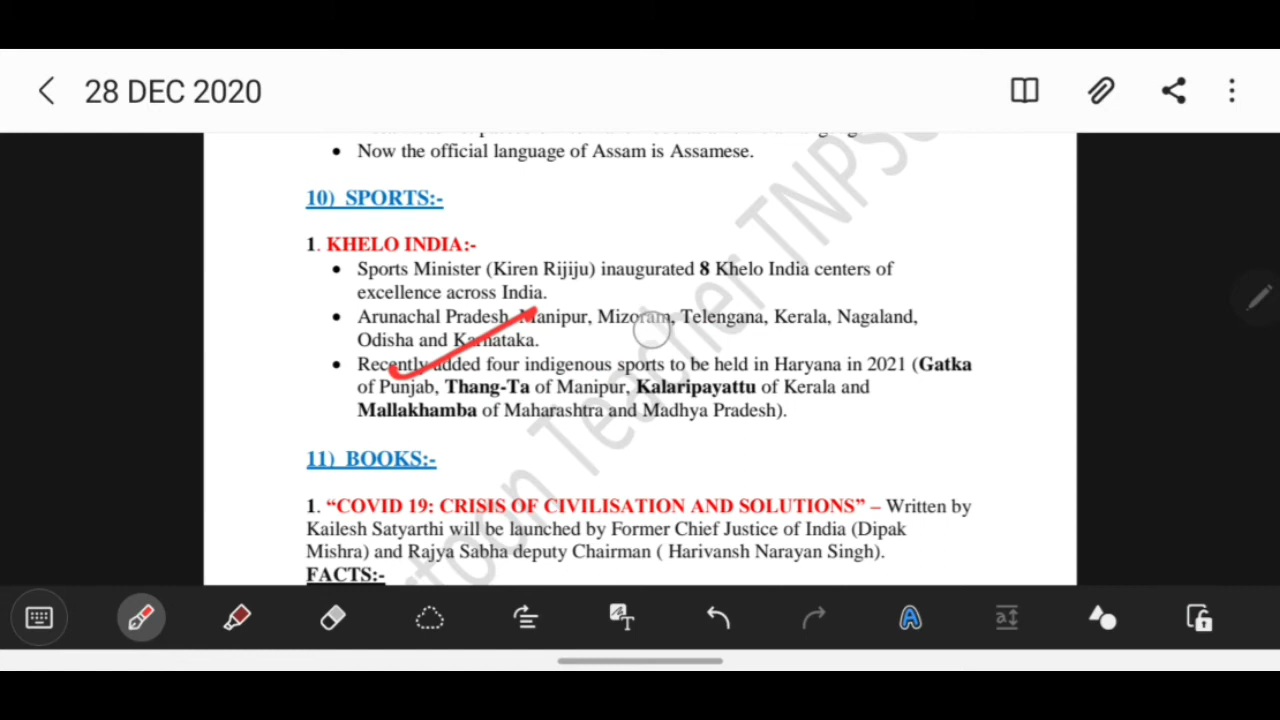 28 DEC 2020
• Now the official language of Assam is Assamese.
10) SPORTS:-
1. KHELO INDIA:-
• Sports Minister (Kiren Rijiju) inaugurated 8 Khelo India centers of
excellence across India.
• Arunachal Pradesh, Manipur, Mizoram, Telengana, Kerala, Nagaland,
Odisha and Karnataka.
• Recently added four indigenous sports to be held in Haryana in 2021 (Gatka
of Punjab, Thang-Ta of Manipur, Kalaripayattu of Kerala and
Mallakhamba of Maharashtra and Madhya Pradesh).
11) BOOKS:-
1. “COVID 19: CRISIS OF CIVILISATION AND SOLUTIONS” – Written by
Kailesh Satyarthi will be launched by Former Chief Justice of India (Dipak
Mishra) and Rajya Sabha deputy Chairman ( Harivansh Narayan Singh).
FACTS:-
Teacher